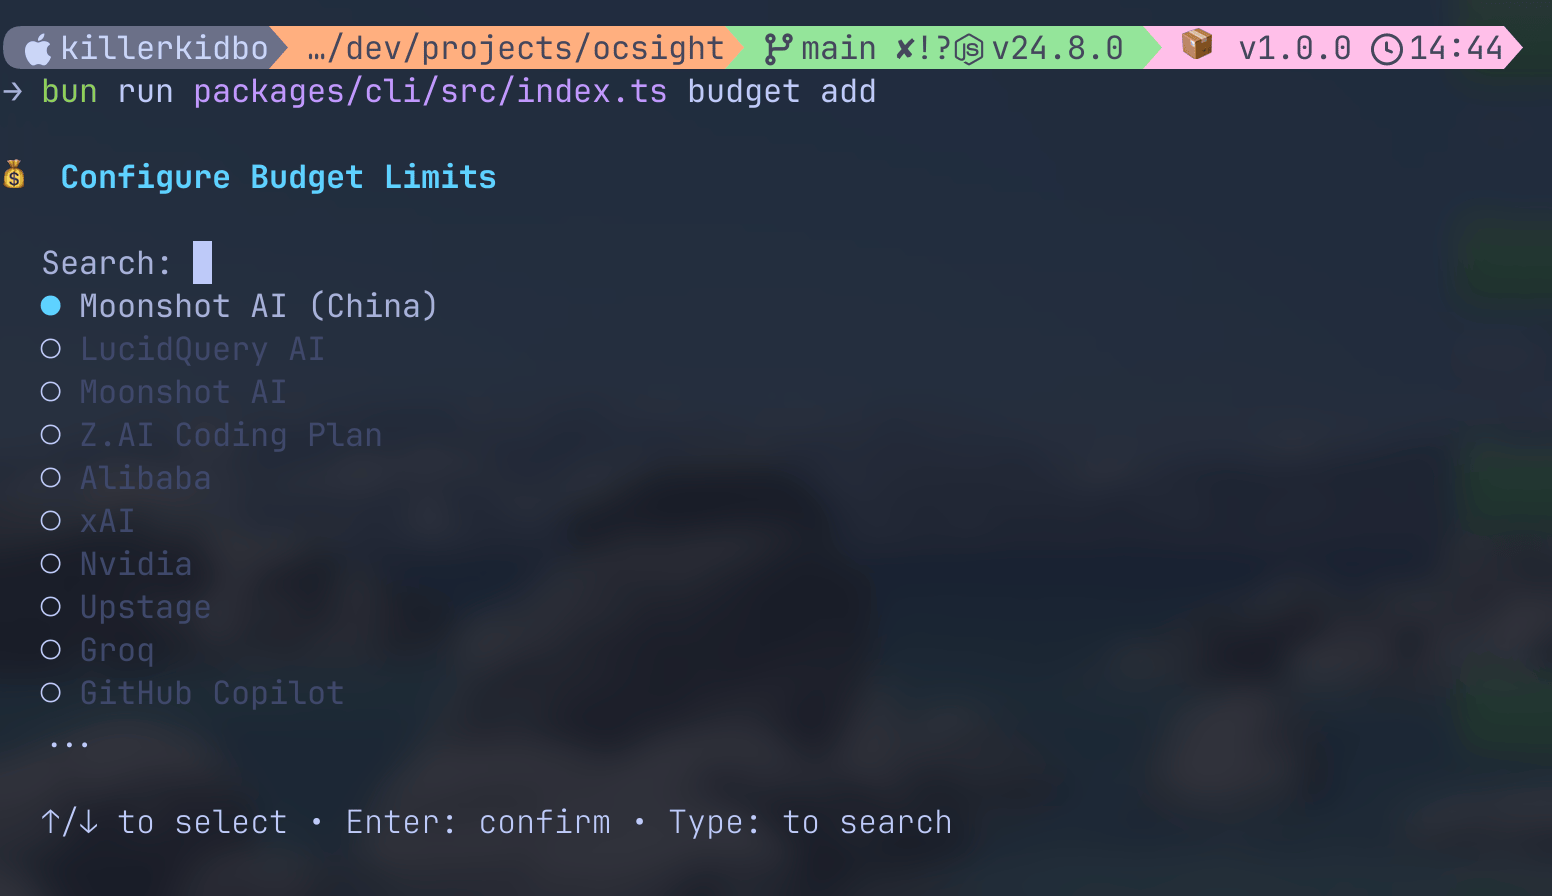 killerkidbo …/dev/projects/ocsight main ✘!? v24.8.0 📦 v1.0.0 14:44
→ bun run packages/cli/src/index.ts budget add
💰 Configure Budget Limits
Search:
● Moonshot AI (China)
○ LucidQuery AI
○ Moonshot AI
○ Z.AI Coding Plan
○ Alibaba
○ xAI
○ Nvidia
○ Upstage
○ Groq
○ GitHub Copilot
...
↑/↓ to select • Enter: confirm • Type: to search